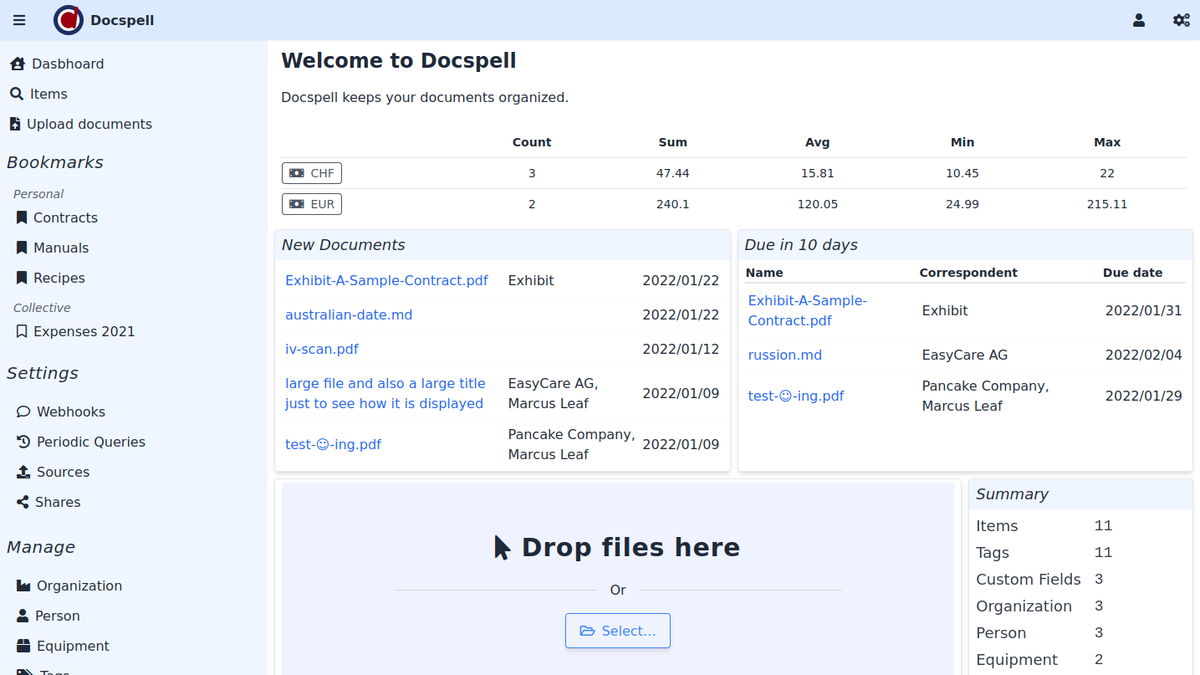 Docspell
Dasbhoard
Items
Upload documents
Bookmarks
Personal
Contracts
Manuals
Recipes
Collective
Expenses 2021
Settings
Webhooks
Periodic Queries
Sources
Shares
Manage
Organization
Person
Equipment
Tags
Welcome to Docspell
Docspell keeps your documents organized.
Count Sum Avg Min Max
CHF 3 47.44 15.81 10.45 22
EUR 2 240.1 120.05 24.99 215.11
New Documents
Exhibit-A-Sample-Contract.pdf Exhibit 2022/01/22
australian-date.md 2022/01/22
iv-scan.pdf 2022/01/12
large file and also a large title EasyCare AG,
just to see how it is displayed Marcus Leaf 2022/01/09
test-☺-ing.pdf Pancake Company, 2022/01/09
Marcus Leaf
Due in 10 days
Name Correspondent Due date
Exhibit-A-Sample-
Contract.pdf Exhibit 2022/01/31
russion.md EasyCare AG 2022/02/04
test-☺-ing.pdf Pancake Company, 2022/01/29
Marcus Leaf
Drop files here
Or
Select...
Summary
Items 11
Tags 11
Custom Fields 3
Organization 3
Person 3
Equipment 2